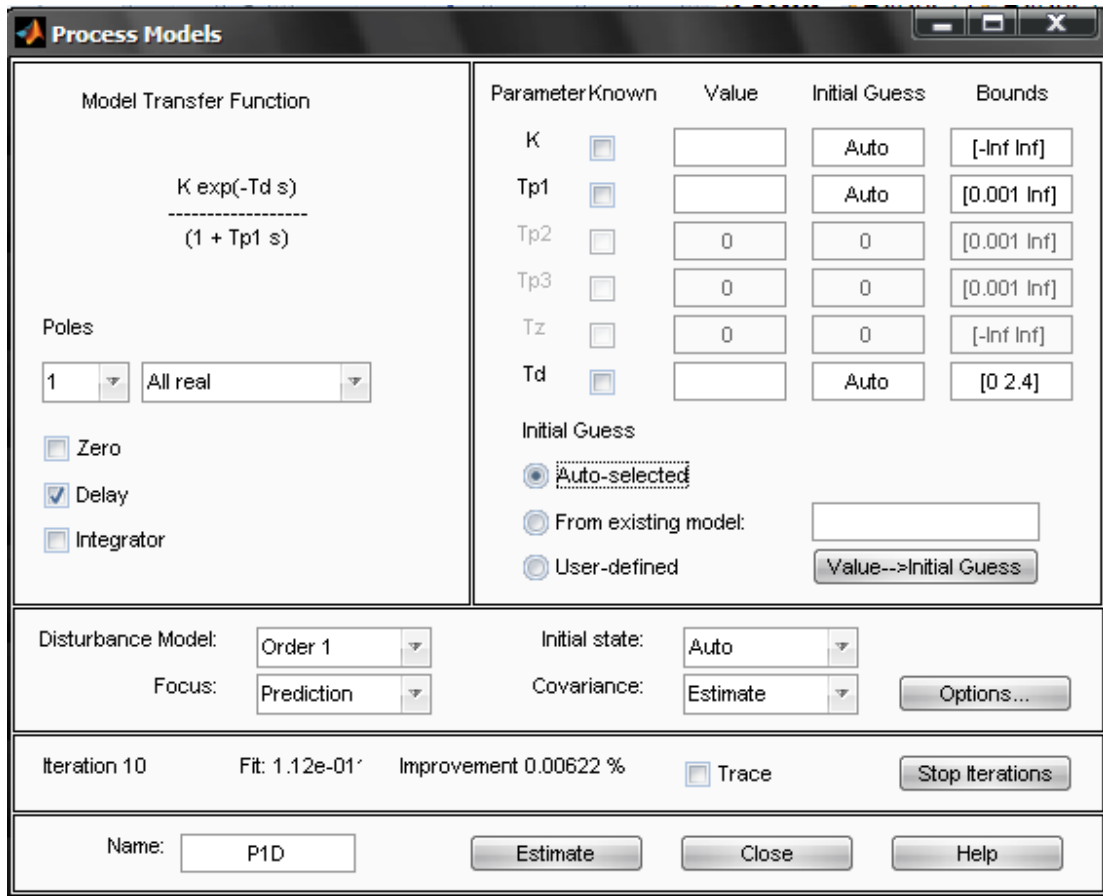 Process Models
Model Transfer Function
K exp(-Td s)
------------------
(1 + Tp1 s)
Poles
1 All real
Zero
Delay
Integrator
Parameter Known Value Initial Guess Bounds
K Auto [-Inf Inf]
Tp1 Auto [0.001 Inf]
Tp2 0 0 [0.001 Inf]
Tp3 0 0 [0.001 Inf]
Tz 0 0 [-Inf Inf]
Td Auto [0 2.4]
Initial Guess
Auto-selected
From existing model:
User-defined Value-->Initial Guess
Disturbance Model: Order 1 Initial state: Auto
Focus: Prediction Covariance: Estimate Options...
Iteration 10 Fit: 1.12e-01 Improvement 0.00622 % Trace Stop Iterations
Name: P1D Estimate Close Help